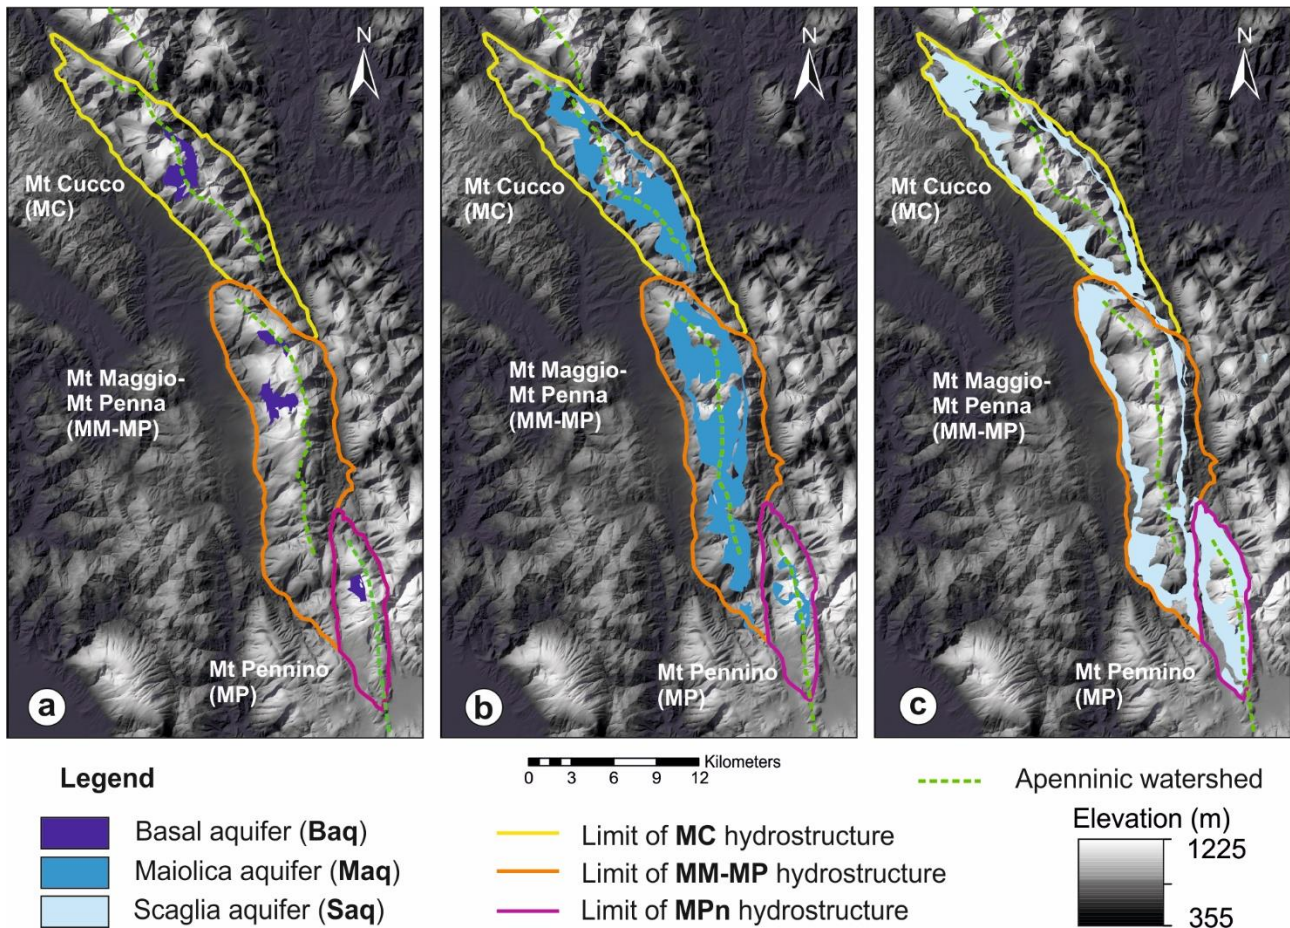 N
Mt Cucco
(MC)
Mt Maggio-
Mt Penna
(MM-MP)
Mt Pennino
(MP)
a
N
Mt Cucco
(MC)
Mt Maggio-
Mt Penna
(MM-MP)
Mt Pennino
(MP)
b
N
Mt Cucco
(MC)
Mt Maggio-
Mt Penna
(MM-MP)
Mt Pennino
(MP)
c
Legend
Basal aquifer (Baq)
Maiolica aquifer (Maq)
Scaglia aquifer (Saq)
Kilometers
0 3 6 9 12
Limit of MC hydrostructure
Limit of MM-MP hydrostructure
Limit of MPn hydrostructure
Apenninic watershed
Elevation (m)
1225
355